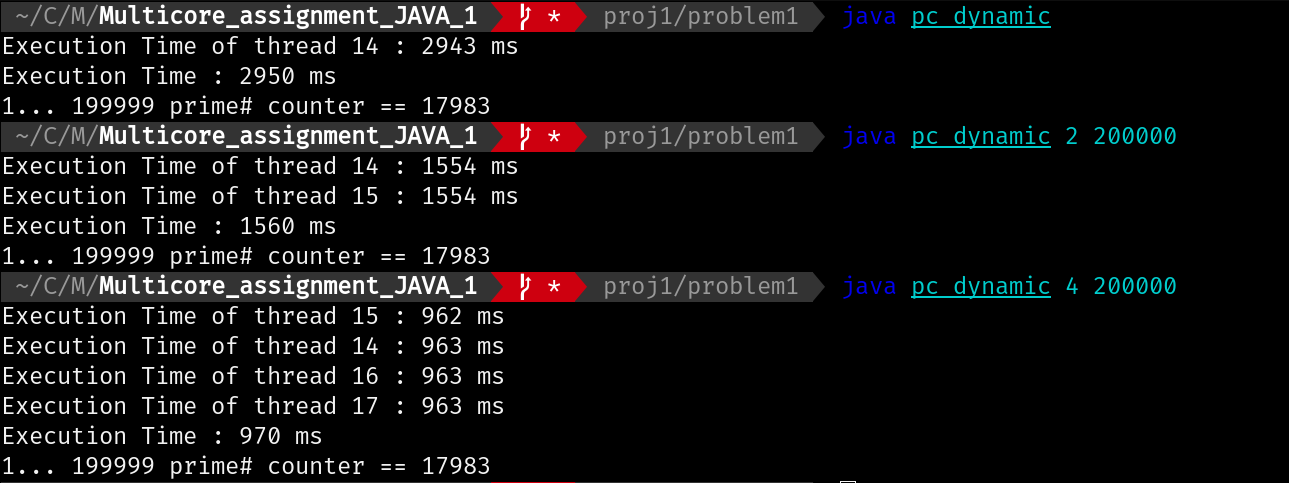 ~/C/M/Multicore_assignment_JAVA_1 * proj1/problem1 java pc_dynamic
Execution Time of thread 14 : 2943 ms
Execution Time : 2950 ms
1... 199999 prime# counter == 17983
~/C/M/Multicore_assignment_JAVA_1 * proj1/problem1 java pc_dynamic 2 200000
Execution Time of thread 14 : 1554 ms
Execution Time of thread 15 : 1554 ms
Execution Time : 1560 ms
1... 199999 prime# counter == 17983
~/C/M/Multicore_assignment_JAVA_1 * proj1/problem1 java pc_dynamic 4 200000
Execution Time of thread 15 : 962 ms
Execution Time of thread 14 : 963 ms
Execution Time of thread 16 : 963 ms
Execution Time of thread 17 : 963 ms
Execution Time : 970 ms
1... 199999 prime# counter == 17983